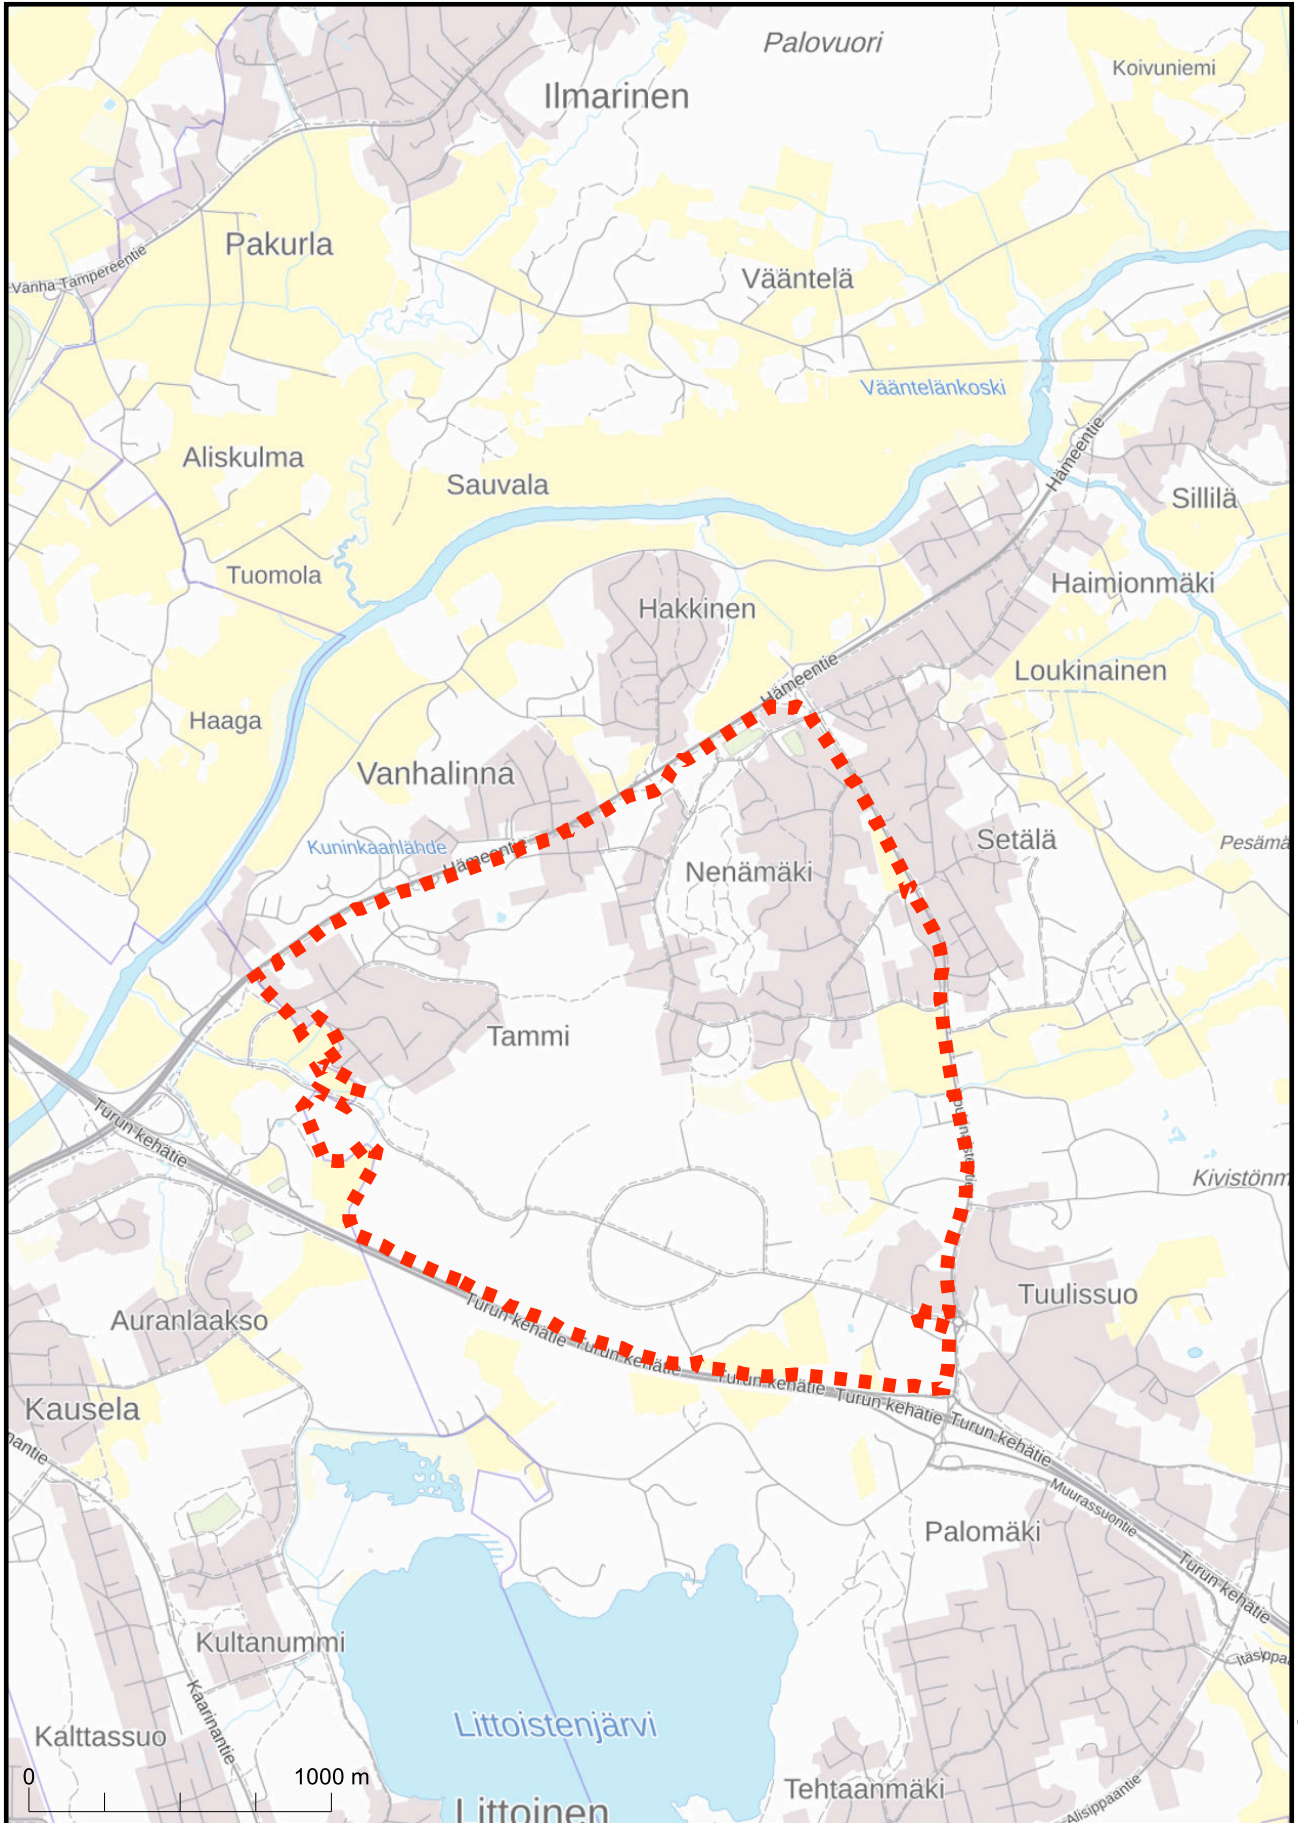 Palovuori
Koivuniemi
Ilmarinen
Pakurla
Vanha Tampereentie
Vääntelä
Vääntelänkoski
Hämeentie
Aliskulma
Sauvala
Sillilä
Tuomola
Haimionmäki
Hakkinen
Loukinainen
Hämeentie
Haaga
Vanhalinna
Setälä
Pesämä
Kuninkaanlähde
Hämeentie
Nenämäki
Tammi
Turun kehätie
Kivistönm
Tuulissuo
Auranlaakso
Turun kehätie
Turun kehätie
Turun kehätie
Turun kehätie
Turun kehätie
Kausela
nantie
Muurassuontie
Palomäki
Turun kehätie
Kultanummi
Itäsippa
Kaarinantie
Littoistenjärvi
Kalttassuo
0
1000 m
Tehtaanmäki
Alisippaantie
Littoinen